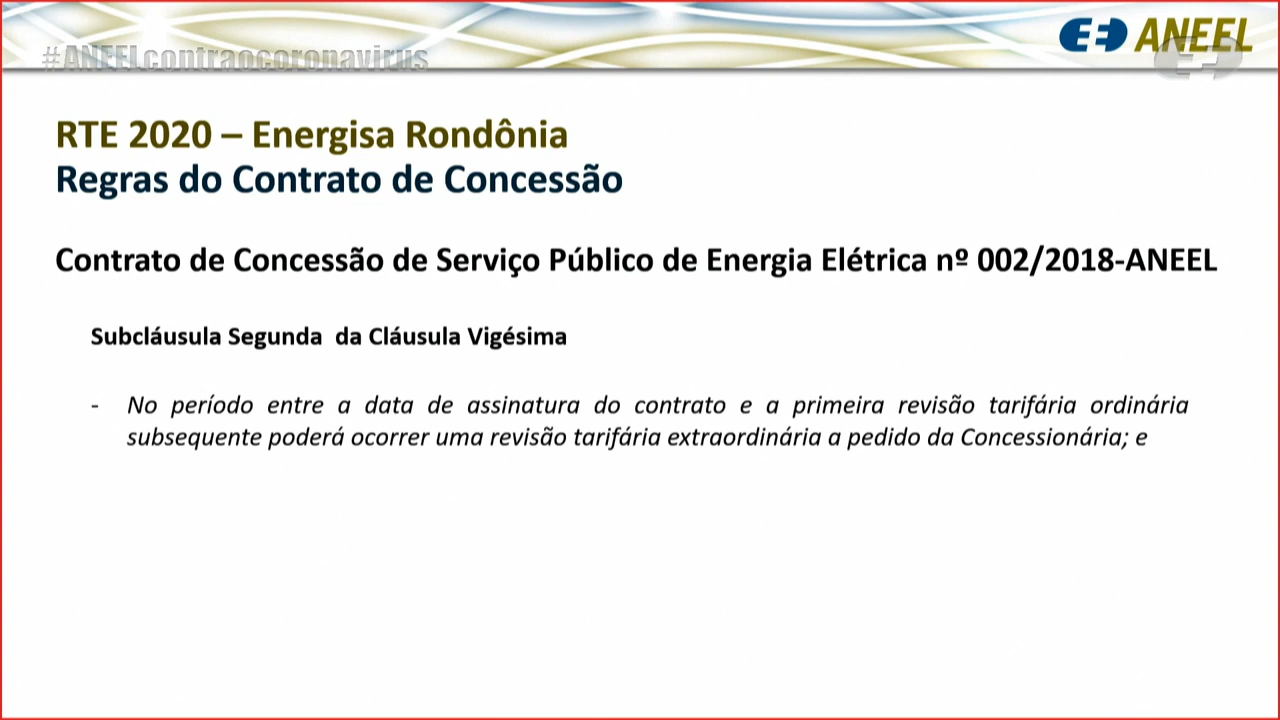 #ANEELcontraocoronavirus
ANEEL
RTE 2020 – Energisa Rondônia
Regras do Contrato de Concessão
Contrato de Concessão de Serviço Público de Energia Elétrica nº 002/2018-ANEEL
Subcláusula Segunda  da Cláusula Vigésima
- No período entre a data de assinatura do contrato e a primeira revisão tarifária ordinária
subsequente poderá ocorrer uma revisão tarifária extraordinária a pedido da Concessionária; e